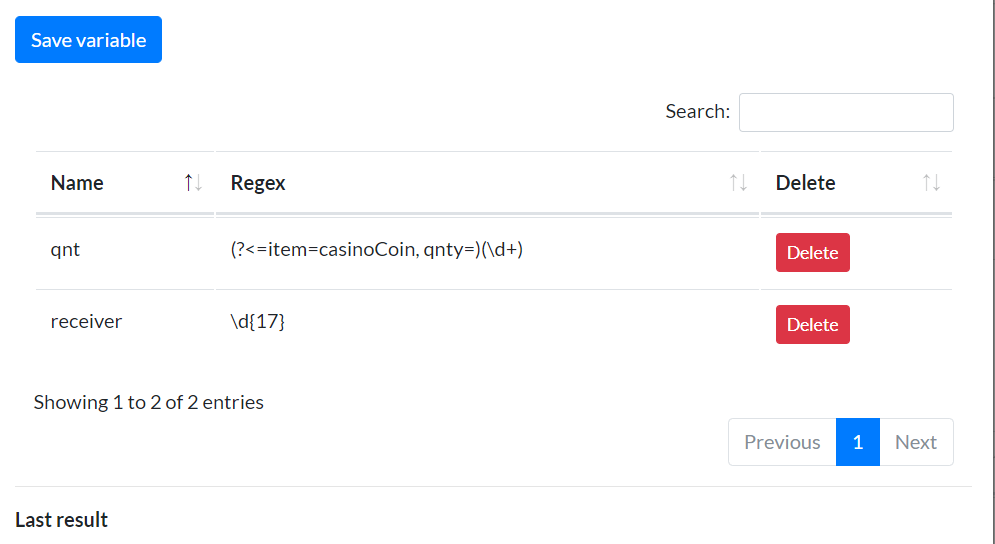 Save variable
Search:
Name Regex Delete
qnt (?<=item=casinoCoin, qnty=)(\d+) Delete
receiver \d{17} Delete
Showing 1 to 2 of 2 entries
Previous 1 Next
Last result